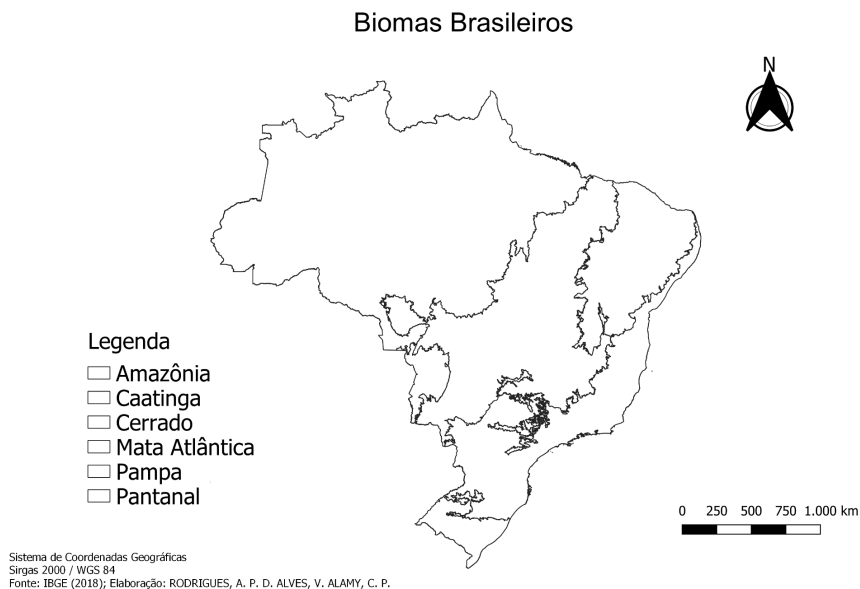 Biomas Brasileiros
N
Legenda
Amazônia
Caatinga
Cerrado
Mata Atlântica
Pampa
Pantanal
0 250 500 750 1.000 km
Sistema de Coordenadas Geográficas
Sirgas 2000 / WGS 84
Fonte: IBGE (2018); Elaboração: RODRIGUES, A. P. D. ALVES, V. ALAMY, C. P.